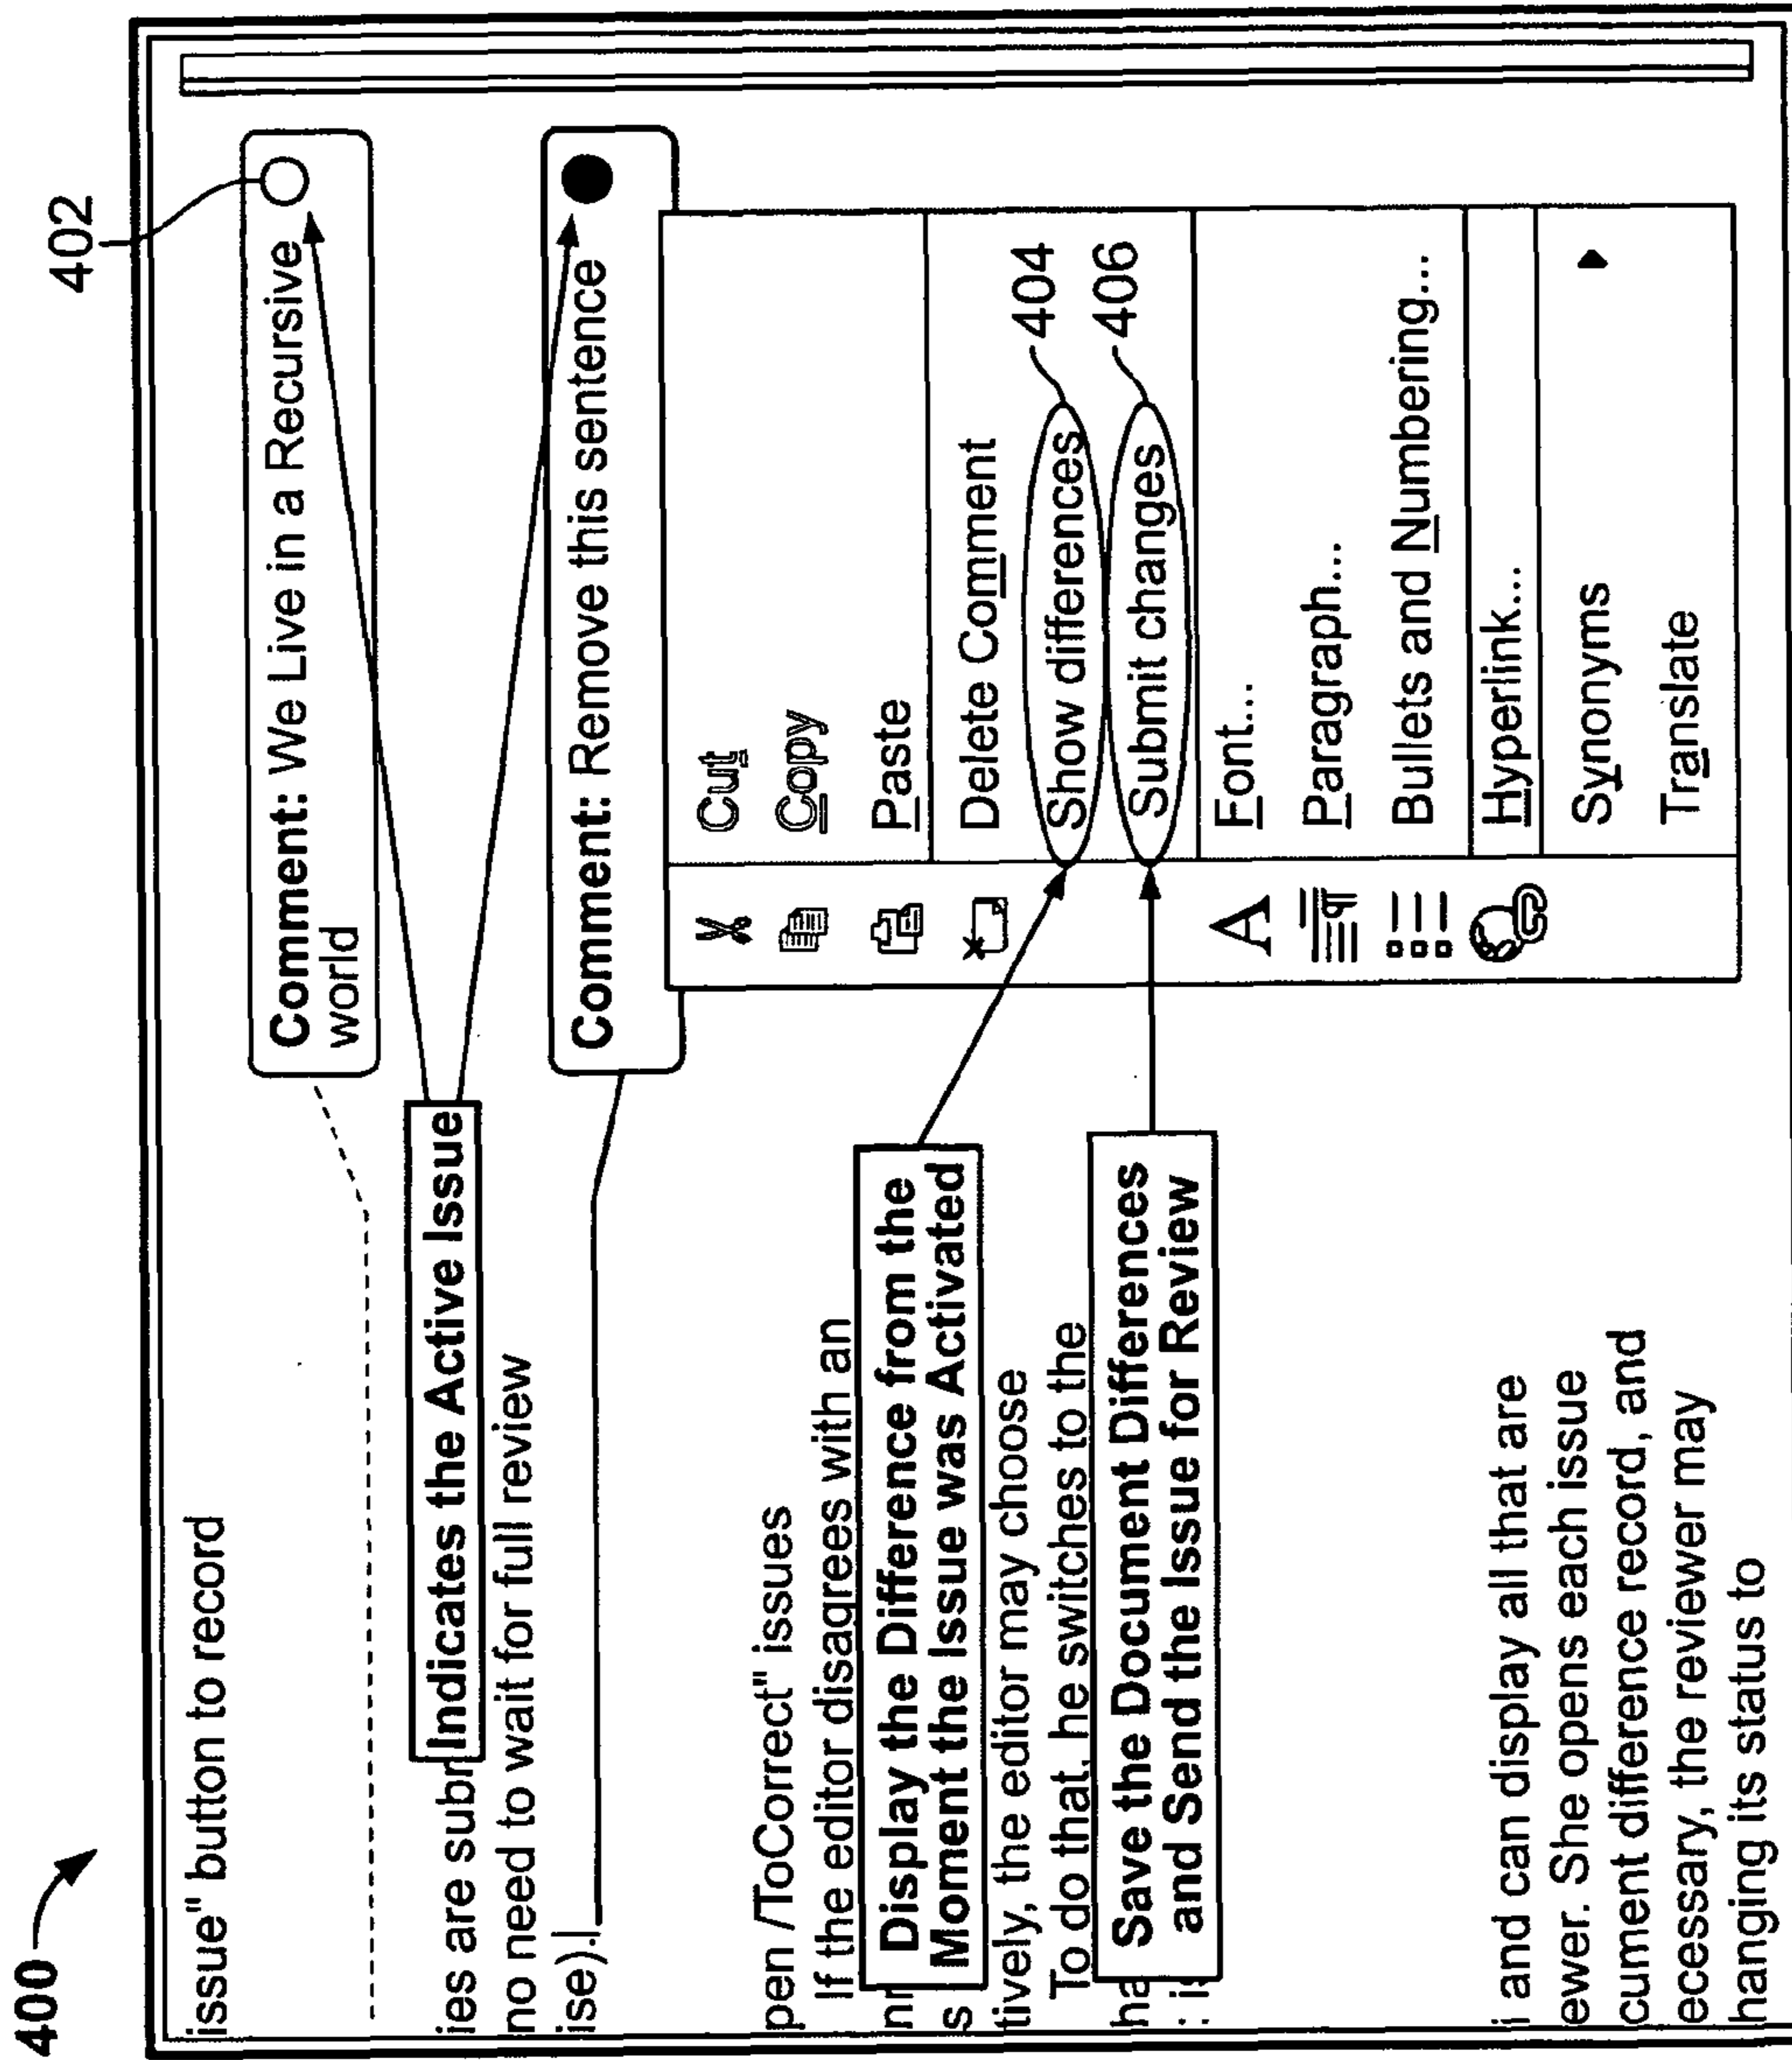 400
402
issue" button to record
Comment: We Live in a Recursive
world
Indicates the Active Issue
ies are subm
no need to wait for full review
ise).
Comment: Remove this sentence
Cut
Copy
Paste
Delete Comment
Show differences
404
Submit changes
406
Font...
Paragraph...
Bullets and Numbering...
Hyperlink...
Synonyms
Translate
pen /ToCorrect" issues
If the editor disagrees with an
Display the Difference from the
Moment the Issue was Activated
s
tively, the editor may choose
To do that, he switches to the
ha
Save the Document Differences
and Send the Issue for Review
i and can display all that are
ewer. She opens each issue
cument difference record, and
ecessary, the reviewer may
hanging its status to